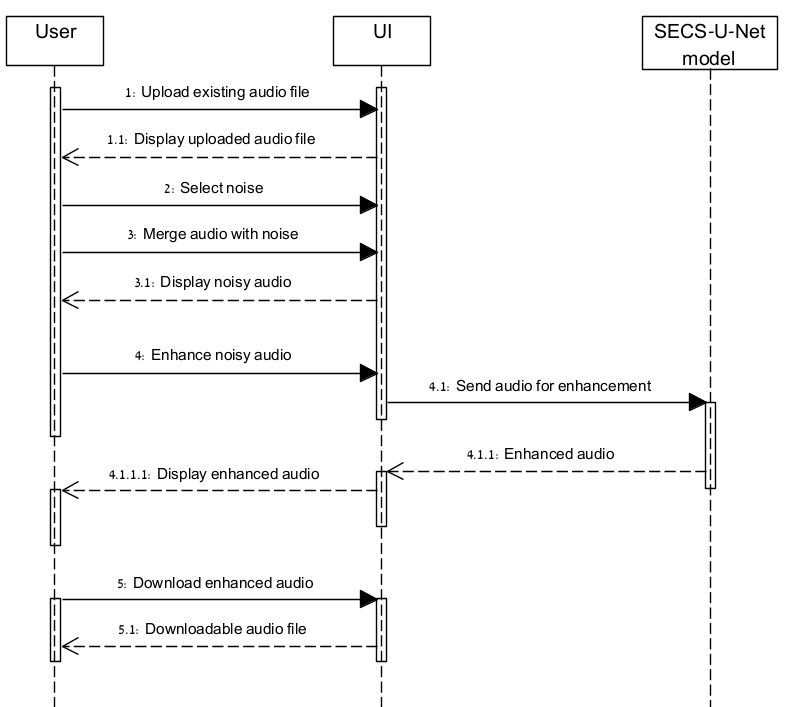 User
UI
SECS-U-Net
model
1: Upload existing audio file
1.1: Display uploaded audio file
2: Select noise
3: Merge audio with noise
3.1: Display noisy audio
4: Enhance noisy audio
4.1: Send audio for enhancement
4.1.1: Enhanced audio
4.1.1.1: Display enhanced audio
5: Download enhanced audio
5.1: Downloadable audio file